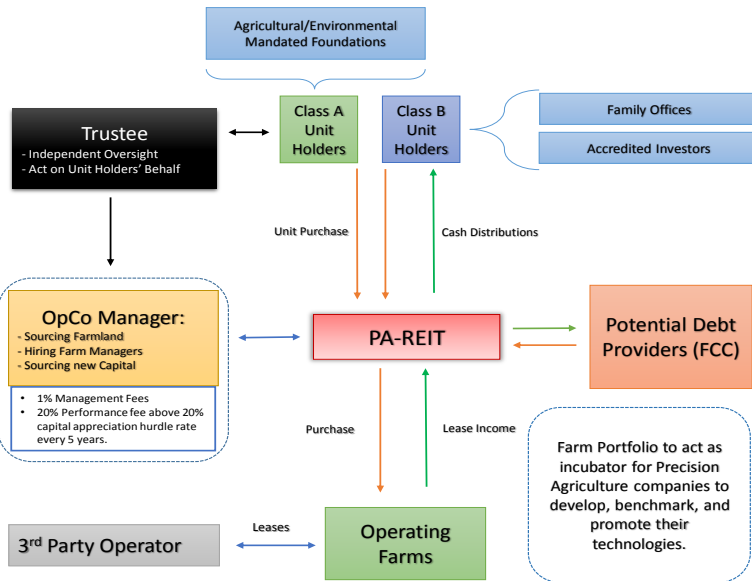 Agricultural/Environmental
Mandated Foundations
Trustee
- Independent Oversight
- Act on Unit Holders' Behalf
Class A
Unit
Holders
Class B
Unit
Holders
Family Offices
Accredited Investors
Unit Purchase
Cash Distributions
OpCo Manager:
- Sourcing Farmland
- Hiring Farm Managers
- Sourcing new Capital
• 1% Management Fees
• 20% Performance fee above 20%
capital appreciation hurdle rate
every 5 years.
PA-REIT
Potential Debt
Providers (FCC)
Purchase
Lease Income
Farm Portfolio to act as
incubator for Precision
Agriculture companies to
develop, benchmark, and
promote their
technologies.
3rd Party Operator
Leases
Operating
Farms